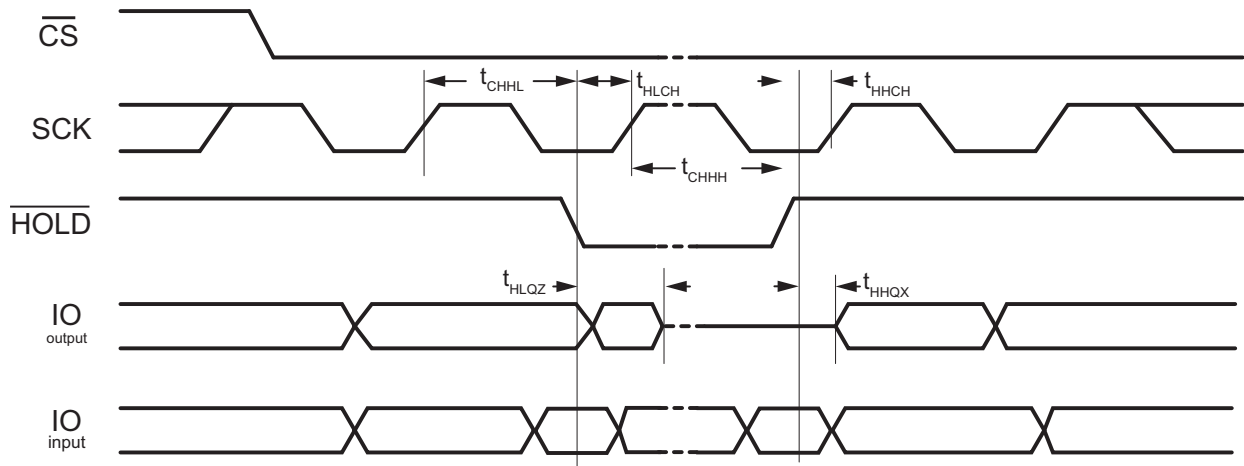 CS
tCHHL
tHLCH
tHHCH
SCK
tCHHH
HOLD
tHLQZ
tHHQX
IO
output
IO
input